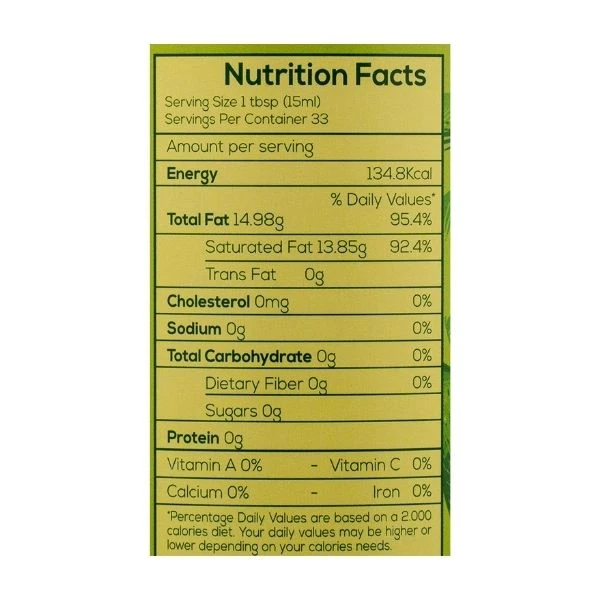 Nutrition Facts
Serving Size 1 tbsp (15ml)
Servings Per Container 33
Amount per serving
Energy 134.8Kcal
% Daily Values*
Total Fat 14.98g 95.4%
Saturated Fat 13.85g 92.4%
Trans Fat 0g
Cholesterol 0mg 0%
Sodium 0g 0%
Total Carbohydrate 0g 0%
Dietary Fiber 0g 0%
Sugars 0g
Protein 0g
Vitamin A 0% - Vitamin C 0%
Calcium 0% - Iron 0%
*Percentage Daily Values are based on a 2.000
calories diet. Your daily values may be higher or
lower depending on your calories needs.